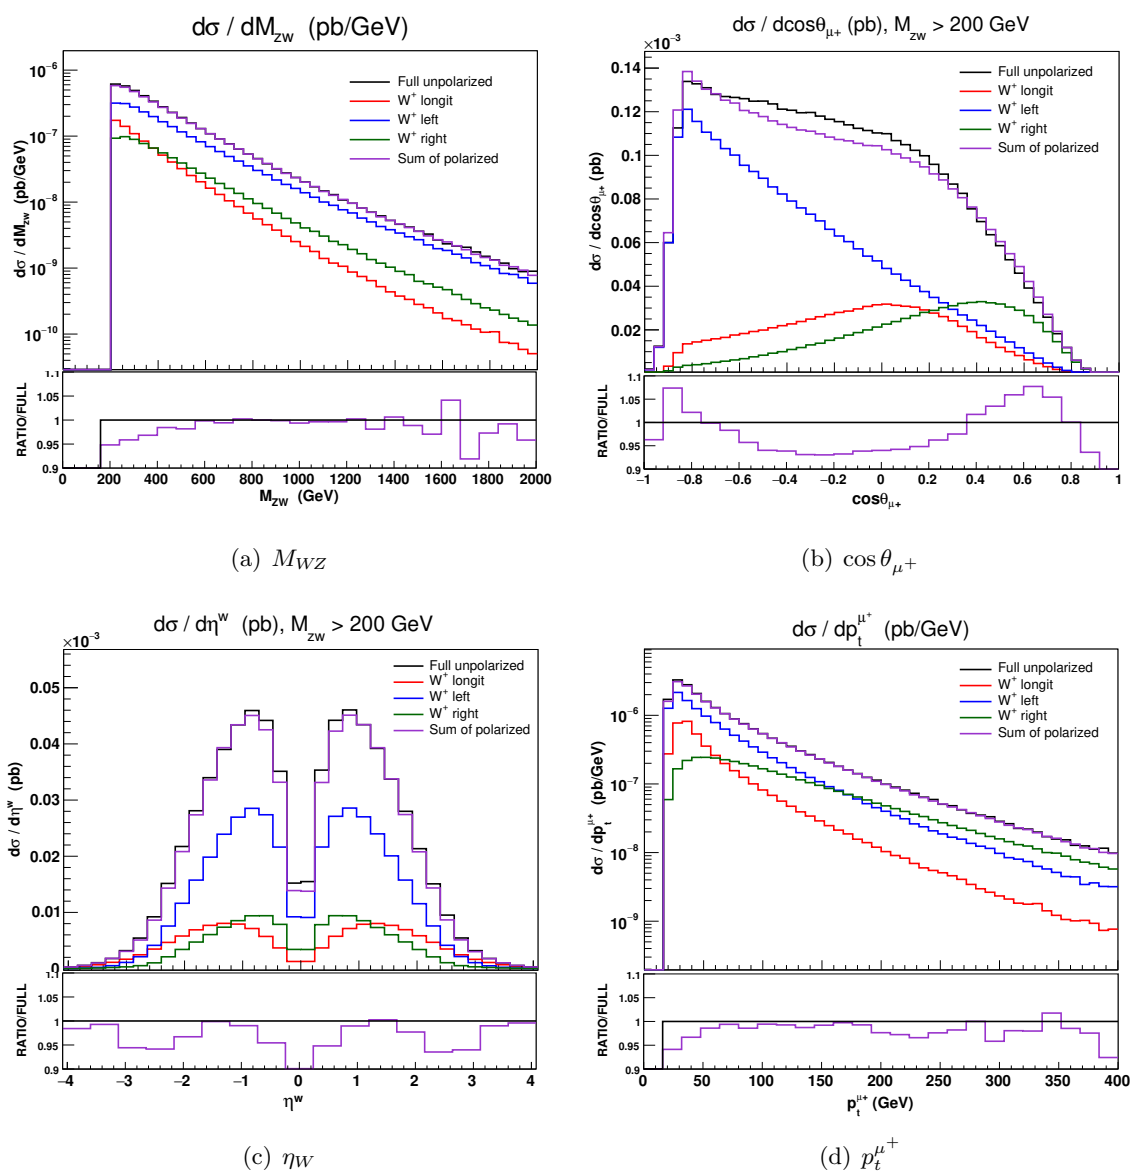 dσ / dM_zw (pb/GeV)
dσ / dM_zw (pb/GeV)
10⁻⁶
10⁻⁷
10⁻⁸
10⁻⁹
10⁻¹⁰
Full unpolarized
W⁺ longit
W⁺ left
W⁺ right
Sum of polarized
RATIO/FULL
1.1
1.05
1
0.95
0.9
0 200 400 600 800 1000 1200 1400 1600 1800 2000
M_ZW (GeV)
(a) M_WZ
dσ / dcosθ_μ+ (pb), M_zw > 200 GeV
×10⁻³
dσ / dcosθ_μ+ (pb)
0.14
0.12
0.1
0.08
0.06
0.04
0.02
Full unpolarized
W⁺ longit
W⁺ left
W⁺ right
Sum of polarized
RATIO/FULL
1.1
1.05
1
0.95
0.9
−1 −0.8 −0.6 −0.4 −0.2 0 0.2 0.4 0.6 0.8 1
cosθ_μ+
(b) cos θ_μ⁺
dσ / dη^w (pb), M_zw > 200 GeV
×10⁻³
dσ / dη^w (pb)
0.05
0.04
0.03
0.02
0.01
0
Full unpolarized
W⁺ longit
W⁺ left
W⁺ right
Sum of polarized
RATIO/FULL
1.1
1.05
1
0.95
0.9
−4 −3 −2 −1 0 1 2 3 4
η^w
(c) η_W
dσ / dp_t^μ⁺ (pb/GeV)
dσ / dp_t^μ⁺ (pb/GeV)
10⁻⁶
10⁻⁷
10⁻⁸
10⁻⁹
Full unpolarized
W⁺ longit
W⁺ left
W⁺ right
Sum of polarized
RATIO/FULL
1.1
1.05
1
0.95
0.9
0 50 100 150 200 250 300 350 400
p_t^μ+ (GeV)
(d) p_t^μ⁺